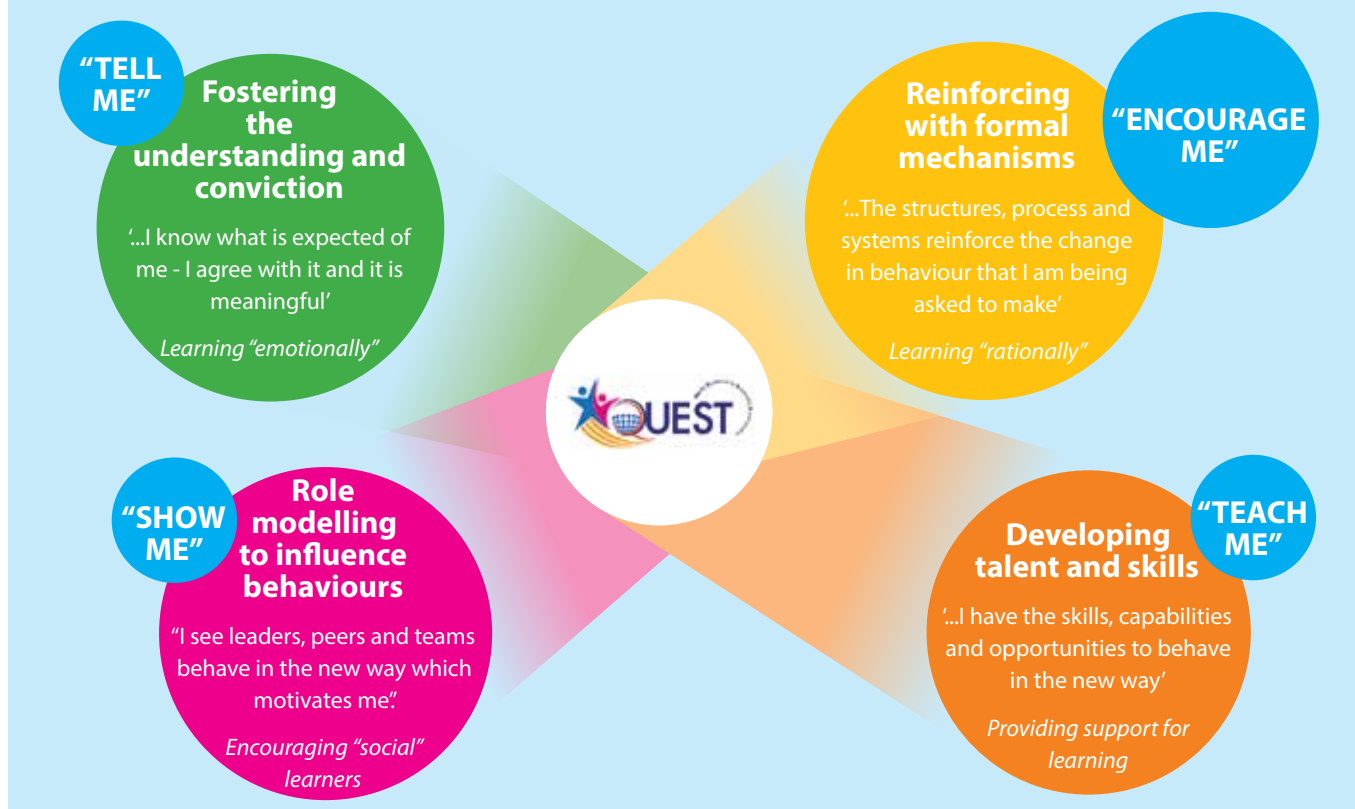 “TELL
ME”
Fostering
the
understanding and
conviction
‘...I know what is expected of
me - I agree with it and it is
meaningful’
Learning “emotionally”
“ENCOURAGE
ME”
Reinforcing
with formal
mechanisms
‘...The structures, process and
systems reinforce the change
in behaviour that I am being
asked to make’
Learning “rationally”
QUEST
“SHOW
ME”
Role
modelling
to influence
behaviours
“I see leaders, peers and teams
behave in the new way which
motivates me”.
Encouraging “social”
learners
“TEACH
ME”
Developing
talent and skills
‘...I have the skills, capabilities
and opportunities to behave
in the new way’
Providing support for
learning